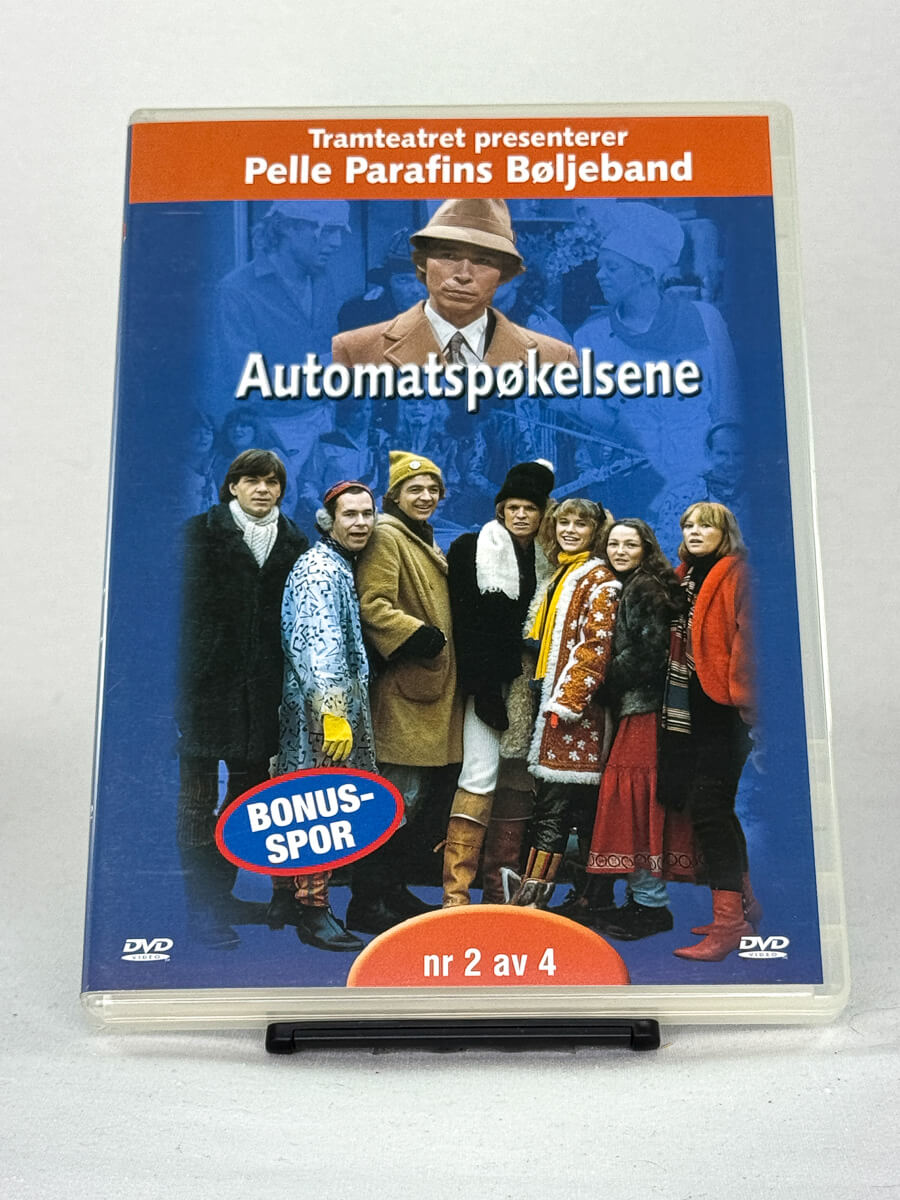 Tramteatret presenterer
Pelle Parafins Bøljeband
Automatspøkelsene
BONUS-
SPOR
DVD
VIDEO
nr 2 av 4
DVD
VIDEO